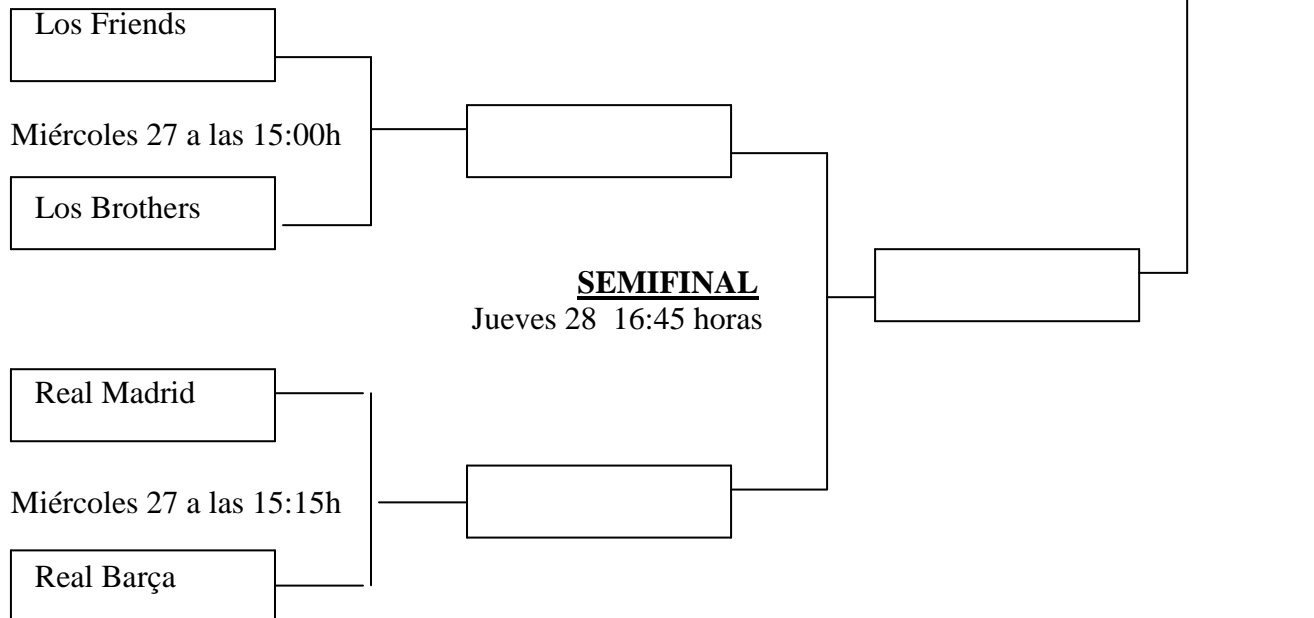 Los Friends
Miércoles 27 a las 15:00h
Los Brothers
SEMIFINAL
Jueves 28  16:45 horas
Real Madrid
Miércoles 27 a las 15:15h
Real Barça